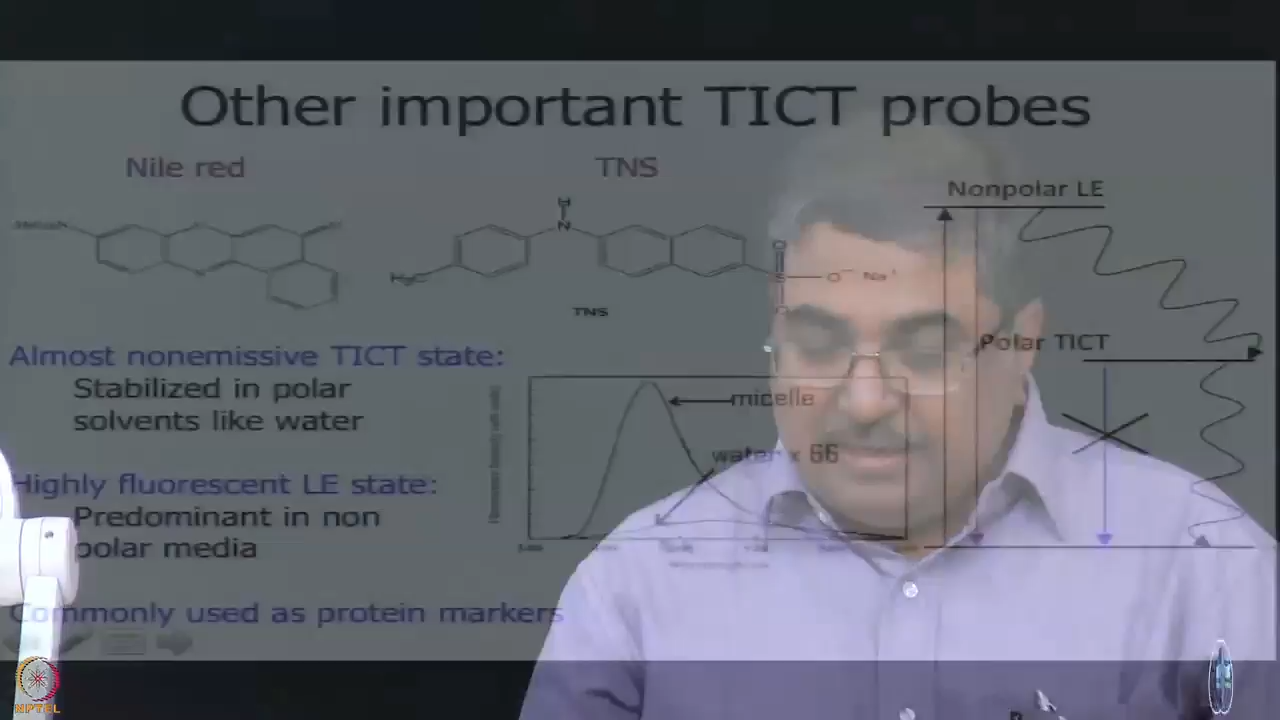 Other important TICT probes
Nile red
TNS
H
N
H₃C
S
O⁻ Na⁺
TNS
Nonpolar LE
Polar TICT
Almost nonemissive TICT state:
Stabilized in polar
solvents like water
Highly fluorescent LE state:
Predominant in non
polar media
Commonly used as protein markers
micelle
water x 66
NPTEL